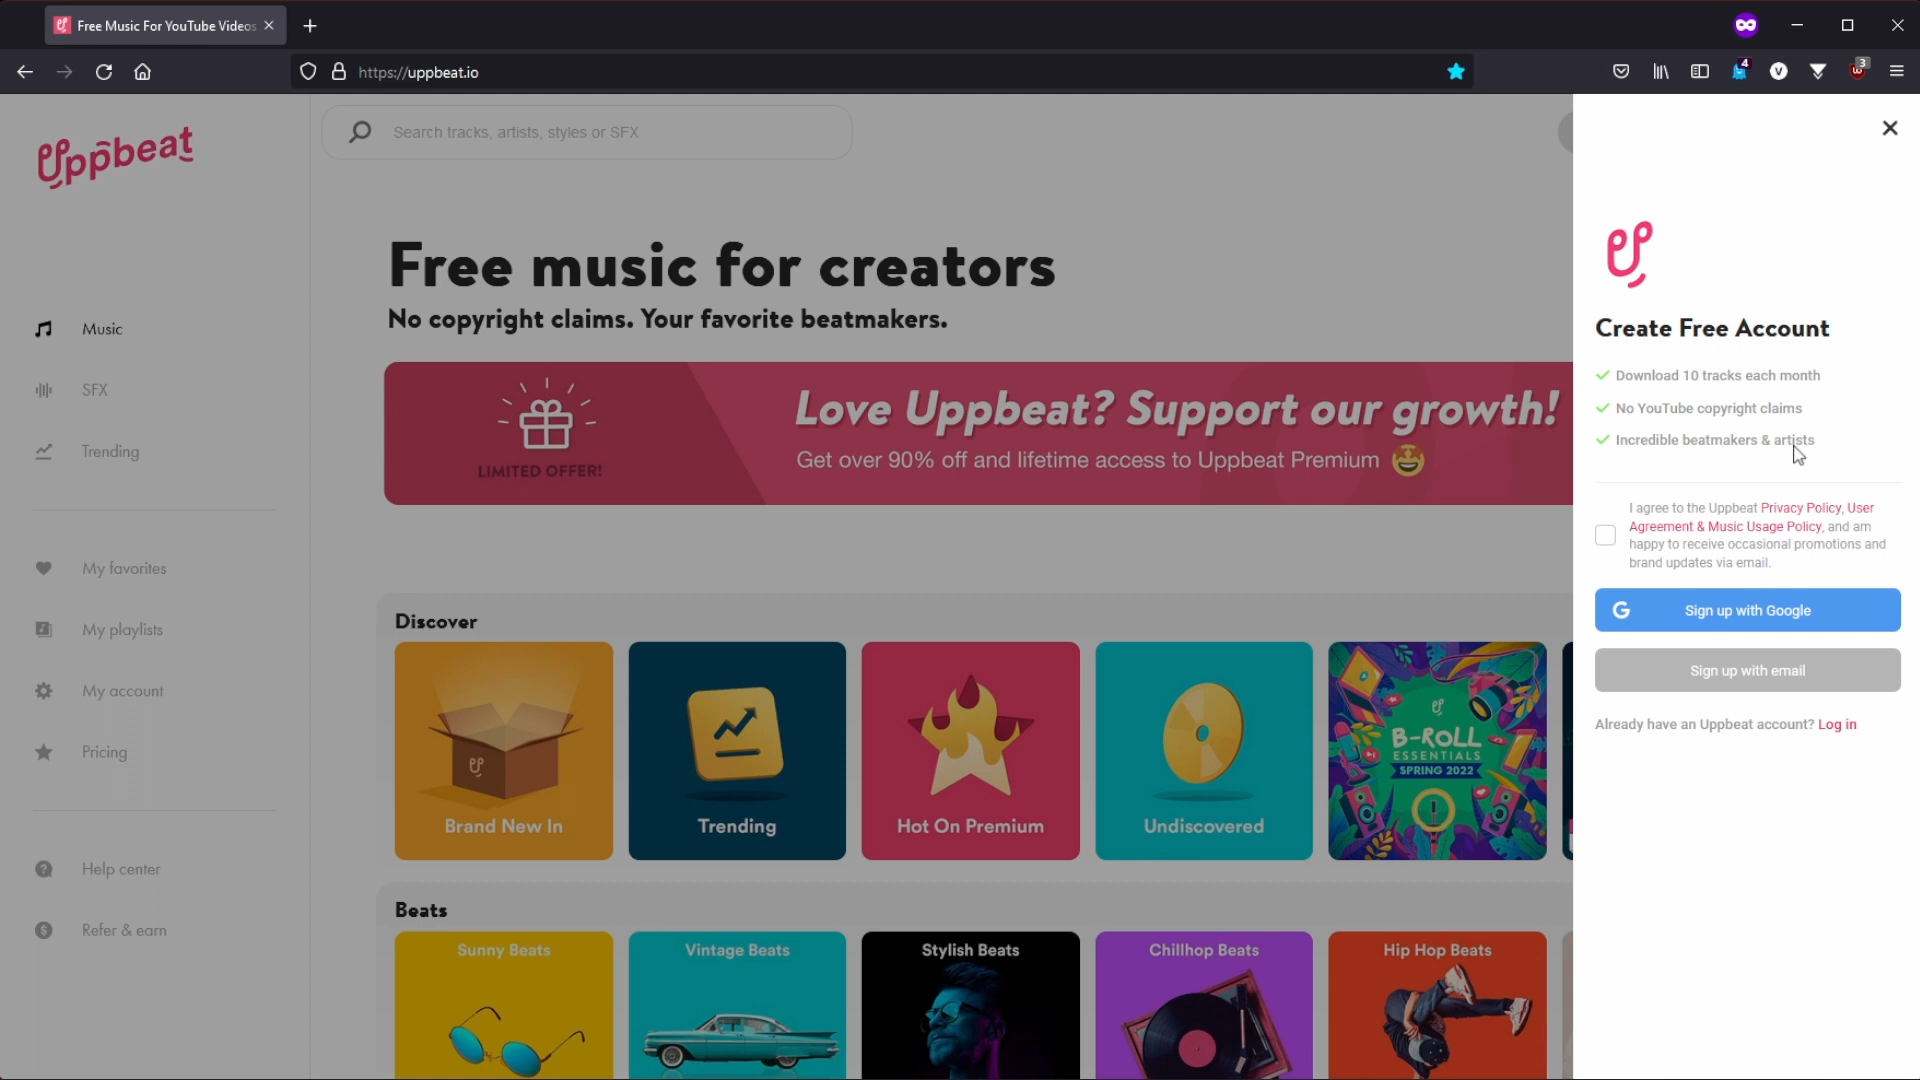 Free Music For YouTube Videos
https://uppbeat.io
4
V
3
Uppbeat
Search tracks, artists, styles or SFX
Music
SFX
Trending
My favorites
My playlists
My account
Pricing
Help center
Refer & earn
Free music for creators
No copyright claims. Your favorite beatmakers.
LIMITED OFFER!
Love Uppbeat? Support our growth!
Get over 90% off and lifetime access to Uppbeat Premium
Discover
Brand New In
Trending
Hot On Premium
Undiscovered
B-ROLL
ESSENTIALS
SPRING 2022
Beats
Sunny Beats
Vintage Beats
Stylish Beats
Chillhop Beats
Hip Hop Beats
Create Free Account
Download 10 tracks each month
No YouTube copyright claims
Incredible beatmakers & artists
I agree to the Uppbeat Privacy Policy, User
Agreement & Music Usage Policy, and am
happy to receive occasional promotions and
brand updates via email.
G
Sign up with Google
Sign up with email
Already have an Uppbeat account? Log in